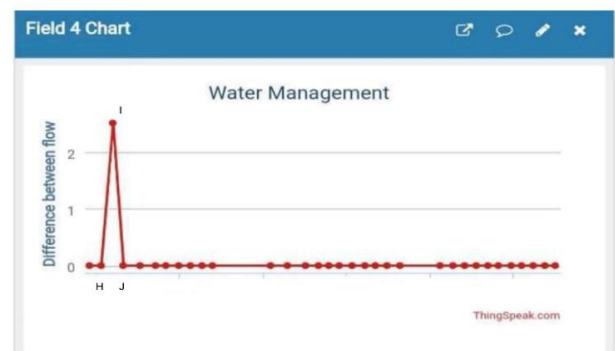 Field 4 Chart
Water Management
I
Difference between flow
2
1
0
H J
ThingSpeak.com